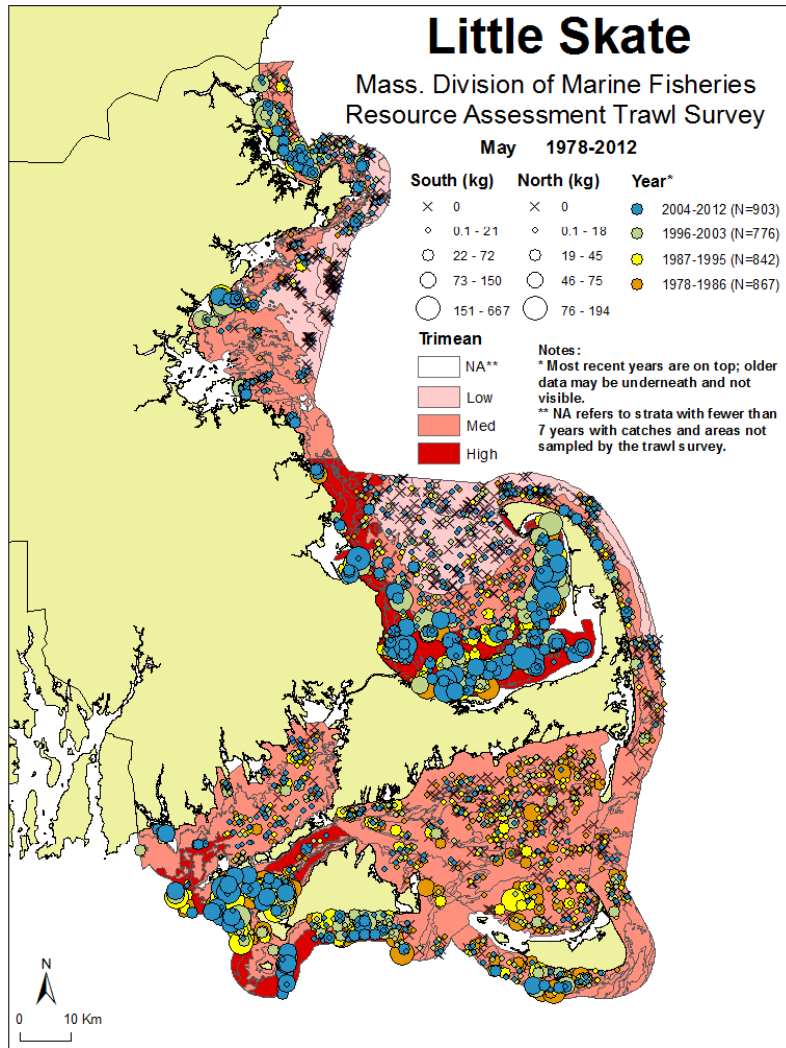 Little Skate
Mass. Division of Marine Fisheries
Resource Assessment Trawl Survey
May 1978-2012
South (kg) North (kg) Year*
0 0 2004-2012 (N=903)
0.1 - 21 0.1 - 18 1996-2003 (N=776)
22 - 72 19 - 45 1987-1995 (N=842)
73 - 150 46 - 75 1978-1986 (N=867)
151 - 667 76 - 194
Trimean
NA**
Low
Med
High
Notes:
* Most recent years are on top; older
data may be underneath and not
visible.
** NA refers to strata with fewer than
7 years with catches and areas not
sampled by the trawl survey.
N
0 10 Km